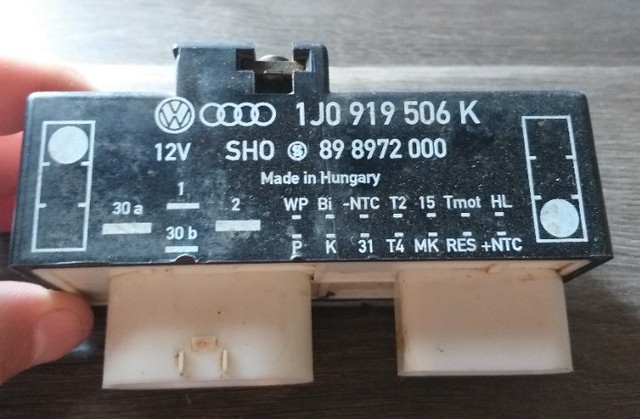 1J0 919 506 K
12V SHO 89 8972 000
Made in Hungary
1
30 a 2 WP Bi -NTC T2 15 Tmot HL
30 b P K 31 T4 MK RES +NTC